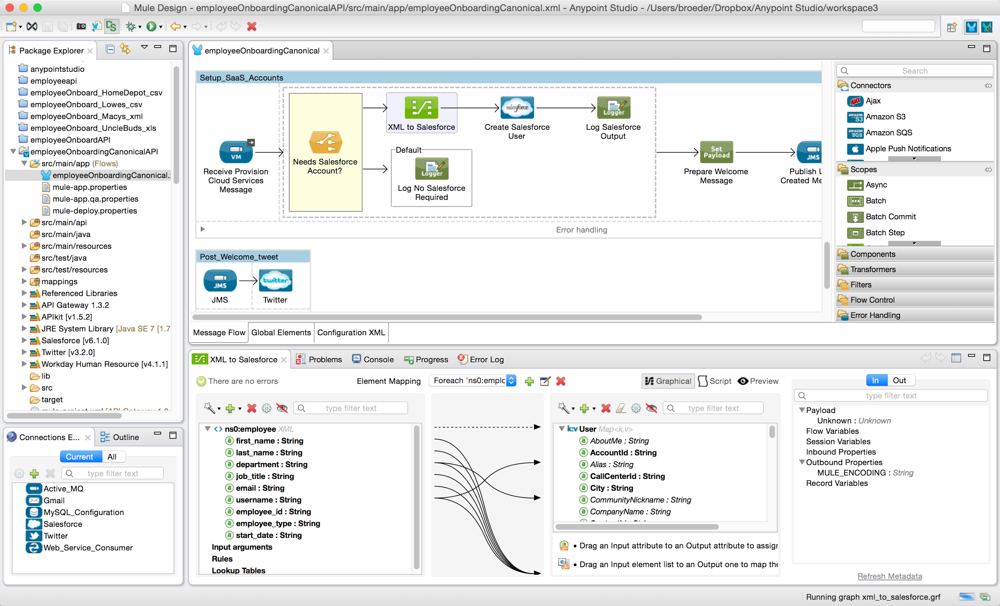 Mule Design - employeeOnboardingCanonicalAPI/src/main/app/employeeOnboardingCanonical.xml - Anypoint Studio - /Users/broeder/Dropbox/Anypoint Studio/workspace3
Package Explorer
anypointstudio
employeeapi
employeeOnboard_HomeDepot_csv
employeeOnboard_Lowes_csv
employeeOnboard_Macys_xml
employeeOnboard_UncleBuds_xls
employeeOnboardAPI
employeeOnboardingCanonicalAPI
src/main/app (Flows)
employeeOnboardingCanonical.
mule-app.properties
mule-app.qa.properties
mule-deploy.properties
src/main/api
src/main/java
src/main/resources
src/test/java
src/test/resources
mappings
Referenced Libraries
API Gateway 1.3.2
APIkit [v1.5.2]
JRE System Library [Java SE 7 [1.7
Salesforce [v6.1.0]
Twitter [v3.2.0]
Workday Human Resource [v4.1.1]
lib
src
target
Connections E...
Outline
Current
All
type filter text
Active_MQ
Gmail
MySQL_Configuration
Salesforce
Twitter
Web_Service_Consumer
employeeOnboardingCanonical
Setup_SaaS_Accounts
VM
Receive Provision
Cloud Services
Message
Needs Salesforce
Account?
XML to Salesforce
salesforce
Create Salesforce
User
Logger
Log Salesforce
Output
Default
Logger
Log No Salesforce
Required
Set
Payload
Prepare Welcome
Message
JMS
Publish U
Created Me
Error handling
Post_Welcome_tweet
JMS
JMS
twitter
Twitter
Message Flow
Global Elements
Configuration XML
Search
Connectors
AJAX
Ajax
amazon
S3
Amazon S3
amazon
SQS
Amazon SQS
Apple Push Notifications
Scopes
Async
Batch
Batch Commit
Batch Step
Components
Transformers
Filters
Flow Control
Error Handling
XML to Salesforce
Problems
Console
Progress
Error Log
There are no errors
Element Mapping
Foreach 'ns0:emplc
Graphical
Script
Preview
type filter text
ns0:employee XML
first_name : String
last_name : String
department : String
job_title : String
email : String
username : String
employee_id : String
employee_type : String
start_date : String
Input arguments
Rules
Lookup Tables
type filter text
k:v User Map<k,v>
AboutMe : String
AccountId : String
Alias : String
CallCenterId : String
City : String
CommunityNickname : String
CompanyName : String
• Drag an Input attribute to an Output attribute to assigr
• Drag an Input element list to an Output one to map the
In
Out
type filter text
Payload
Unknown : Unknown
Flow Variables
Session Variables
Inbound Properties
Outbound Properties
MULE_ENCODING : String
Record Variables
Refresh Metadata
Running graph xml_to_salesforce.grf